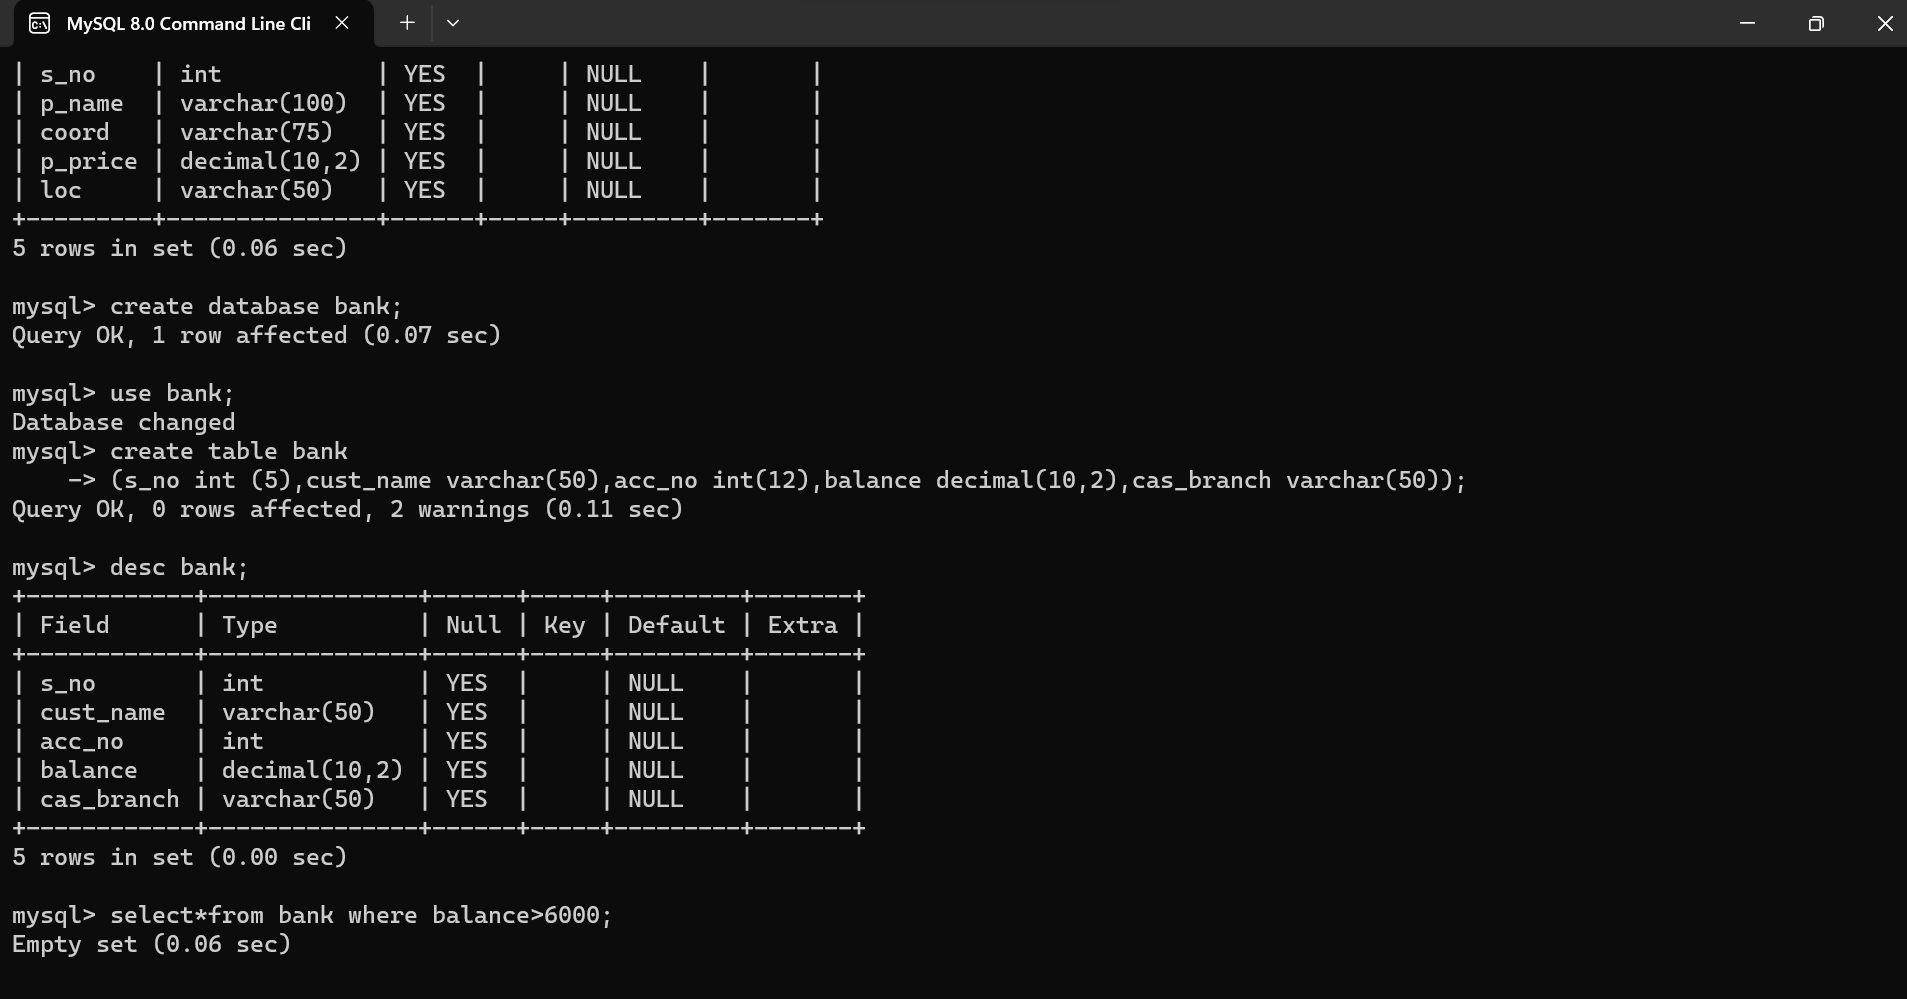 MySQL 8.0 Command Line Cli
| s_no    | int           | YES  |     | NULL    |       |
| p_name  | varchar(100)  | YES  |     | NULL    |       |
| coord   | varchar(75)   | YES  |     | NULL    |       |
| p_price | decimal(10,2) | YES  |     | NULL    |       |
| loc     | varchar(50)   | YES  |     | NULL    |       |
+---------+---------------+------+-----+---------+-------+
5 rows in set (0.06 sec)
mysql> create database bank;
Query OK, 1 row affected (0.07 sec)
mysql> use bank;
Database changed
mysql> create table bank
    -> (s_no int (5),cust_name varchar(50),acc_no int(12),balance decimal(10,2),cas_branch varchar(50));
Query OK, 0 rows affected, 2 warnings (0.11 sec)
mysql> desc bank;
+------------+---------------+------+-----+---------+-------+
| Field      | Type          | Null | Key | Default | Extra |
+------------+---------------+------+-----+---------+-------+
| s_no       | int           | YES  |     | NULL    |       |
| cust_name  | varchar(50)   | YES  |     | NULL    |       |
| acc_no     | int           | YES  |     | NULL    |       |
| balance    | decimal(10,2) | YES  |     | NULL    |       |
| cas_branch | varchar(50)   | YES  |     | NULL    |       |
+------------+---------------+------+-----+---------+-------+
5 rows in set (0.00 sec)
mysql> select*from bank where balance>6000;
Empty set (0.06 sec)